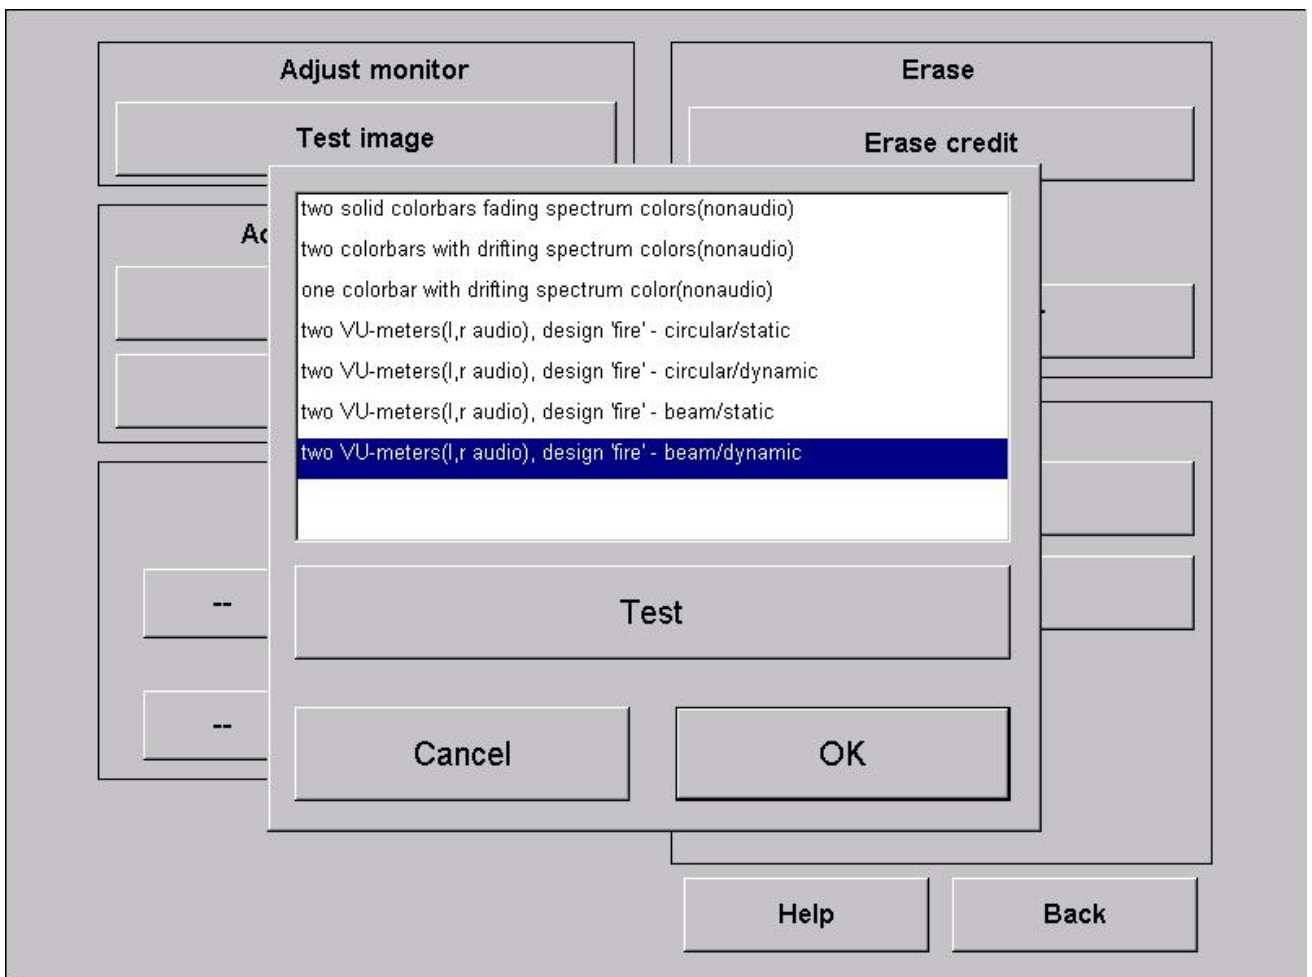 Adjust monitor
Test image
Erase
Erase credit
two solid colorbars fading spectrum colors(nonaudio)
two colorbars with drifting spectrum colors(nonaudio)
one colorbar with drifting spectrum color(nonaudio)
two VU-meters(l,r audio), design 'fire' - circular/static
two VU-meters(l,r audio), design 'fire' - circular/dynamic
two VU-meters(l,r audio), design 'fire' - beam/static
two VU-meters(l,r audio), design 'fire' - beam/dynamic
--
Test
--
Cancel
OK
Help
Back